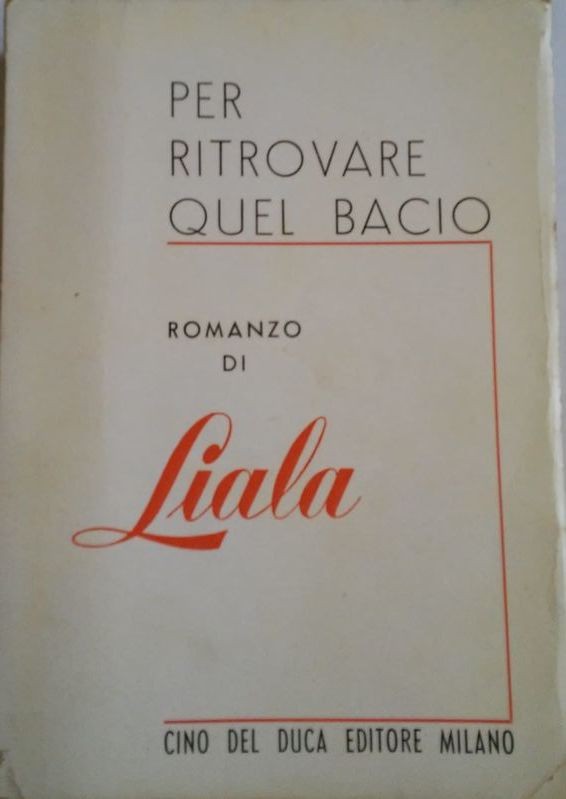 PER
RITROVARE
QUEL BACIO
ROMANZO
DI
Liala
CINO DEL DUCA EDITORE MILANO